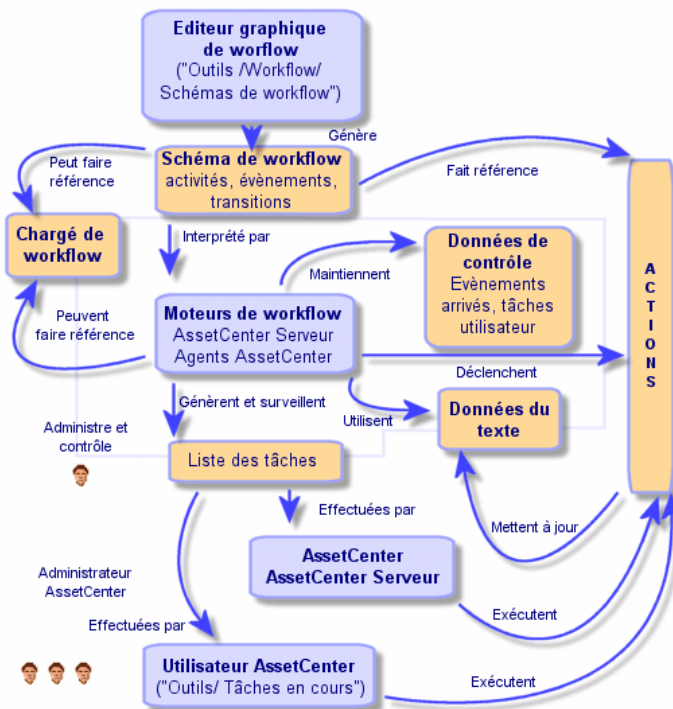 Editeur graphique
de worflow
("Outils /Workflow/
Schémas de workflow")
Génère
Peut faire
référence
Schéma de workflow
activités, évènements,
transitions
Fait référence
Chargé de
workflow
Interprété par
Données de
contrôle
Evènements
arrivés, tâches
utilisateur
Maintiennent
ACTIONS
Peuvent
faire référence
Moteurs de workflow
AssetCenter Serveur
Agents AssetCenter
Déclenchent
Génèrent et surveillent
Utilisent
Données du
texte
Administre et
contrôle
Liste des tâches
Effectuées par
Mettent à jour
AssetCenter
AssetCenter Serveur
Administrateur
AssetCenter
Exécutent
Effectuées par
Utilisateur AssetCenter
("Outils/ Tâches en cours")
Exécutent